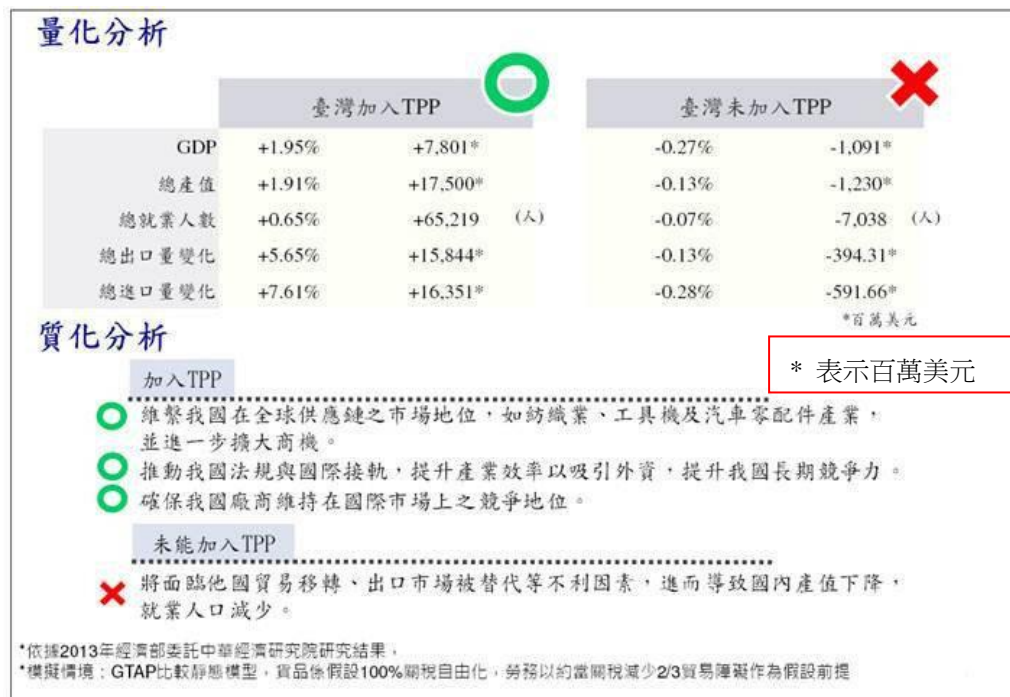 量化分析
臺灣加入TPP 臺灣未加入TPP
GDP +1.95% +7,801* -0.27% -1,091*
總產值 +1.91% +17,500* -0.13% -1,230*
總就業人數 +0.65% +65,219 (人) -0.07% -7,038 (人)
總出口量變化 +5.65% +15,844* -0.13% -394.31*
總進口量變化 +7.61% +16,351* -0.28% -591.66*
*百萬美元
質化分析
* 表示百萬美元
加入TPP
維繫我國在全球供應鏈之市場地位,如紡織業、工具機及汽車零配件產業,
並進一步擴大商機。
推動我國法規與國際接軌,提升產業效率以吸引外資,提升我國長期競爭力。
確保我國廠商維持在國際市場上之競爭地位。
未能加入TPP
將面臨他國貿易移轉、出口市場被替代等不利因素,進而導致國內產值下降,
就業人口減少。
*依據2013年經濟部委託中華經濟研究院研究結果,
*模擬情境:GTAP比較靜態模型,貨品係假設100%關稅自由化,勞務以約當關稅減少2/3貿易障礙作為假設前提